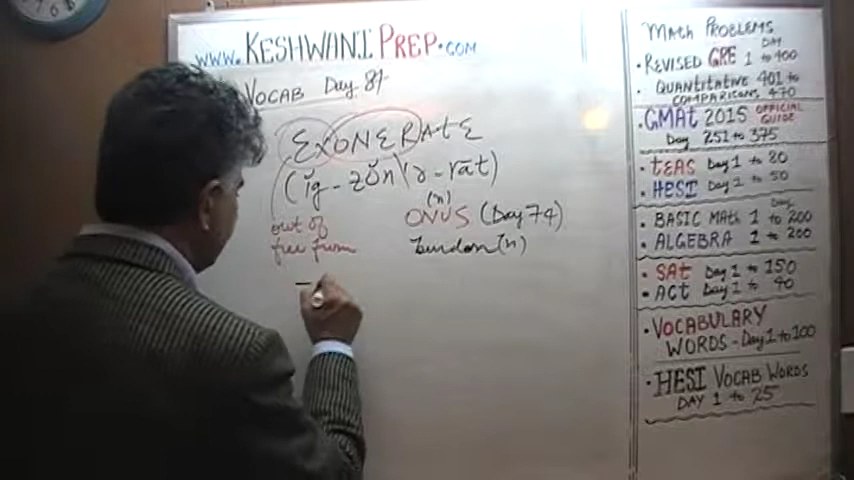 www.KESHWANIPREP.COM
VOCAB Day 89
EXONERATE
(ĭg-zŏn'ə-rāt)
out of
free from
(n)
ONUS (Day 74)
burden (n)
MATH PROBLEMS
• REVISED GRE DAY 1 to 400
• QUANTITATIVE 401 to
COMPARISONS 470
• GMAT 2015 OFFICIAL GUIDE
Day 251 to 375
• TEAS Day 1 to 80
• HESI Day 1 to 50
Day
• BASIC MATH 1 to 200
• ALGEBRA 1 to 200
• SAT Day 1 to 150
• ACT Day 1 to 40
• VOCABULARY
WORDS - Day 1 to 100
• HESI VOCAB WORDS
DAY 1 to 25